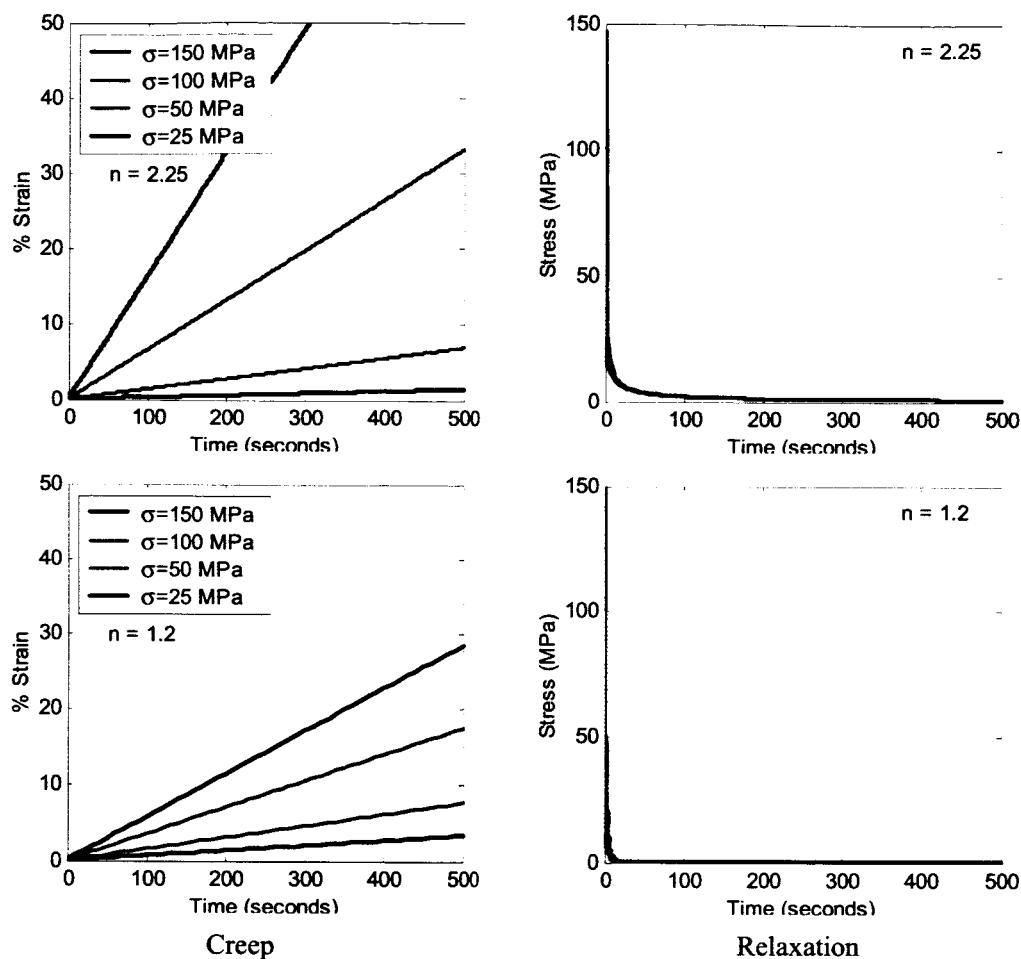 50
40
30
20
10
0
% Strain
σ=150 MPa
σ=100 MPa
σ=50 MPa
σ=25 MPa
n = 2.25
0 100 200 300 400 500
Time (seconds)
150
100
50
0
Stress (MPa)
n = 2.25
0 100 200 300 400 500
Time (seconds)
50
40
30
20
10
0
% Strain
σ=150 MPa
σ=100 MPa
σ=50 MPa
σ=25 MPa
n = 1.2
0 100 200 300 400 500
Time (seconds)
Creep
150
100
50
0
Stress (MPa)
n = 1.2
0 100 200 300 400 500
Time (seconds)
Relaxation